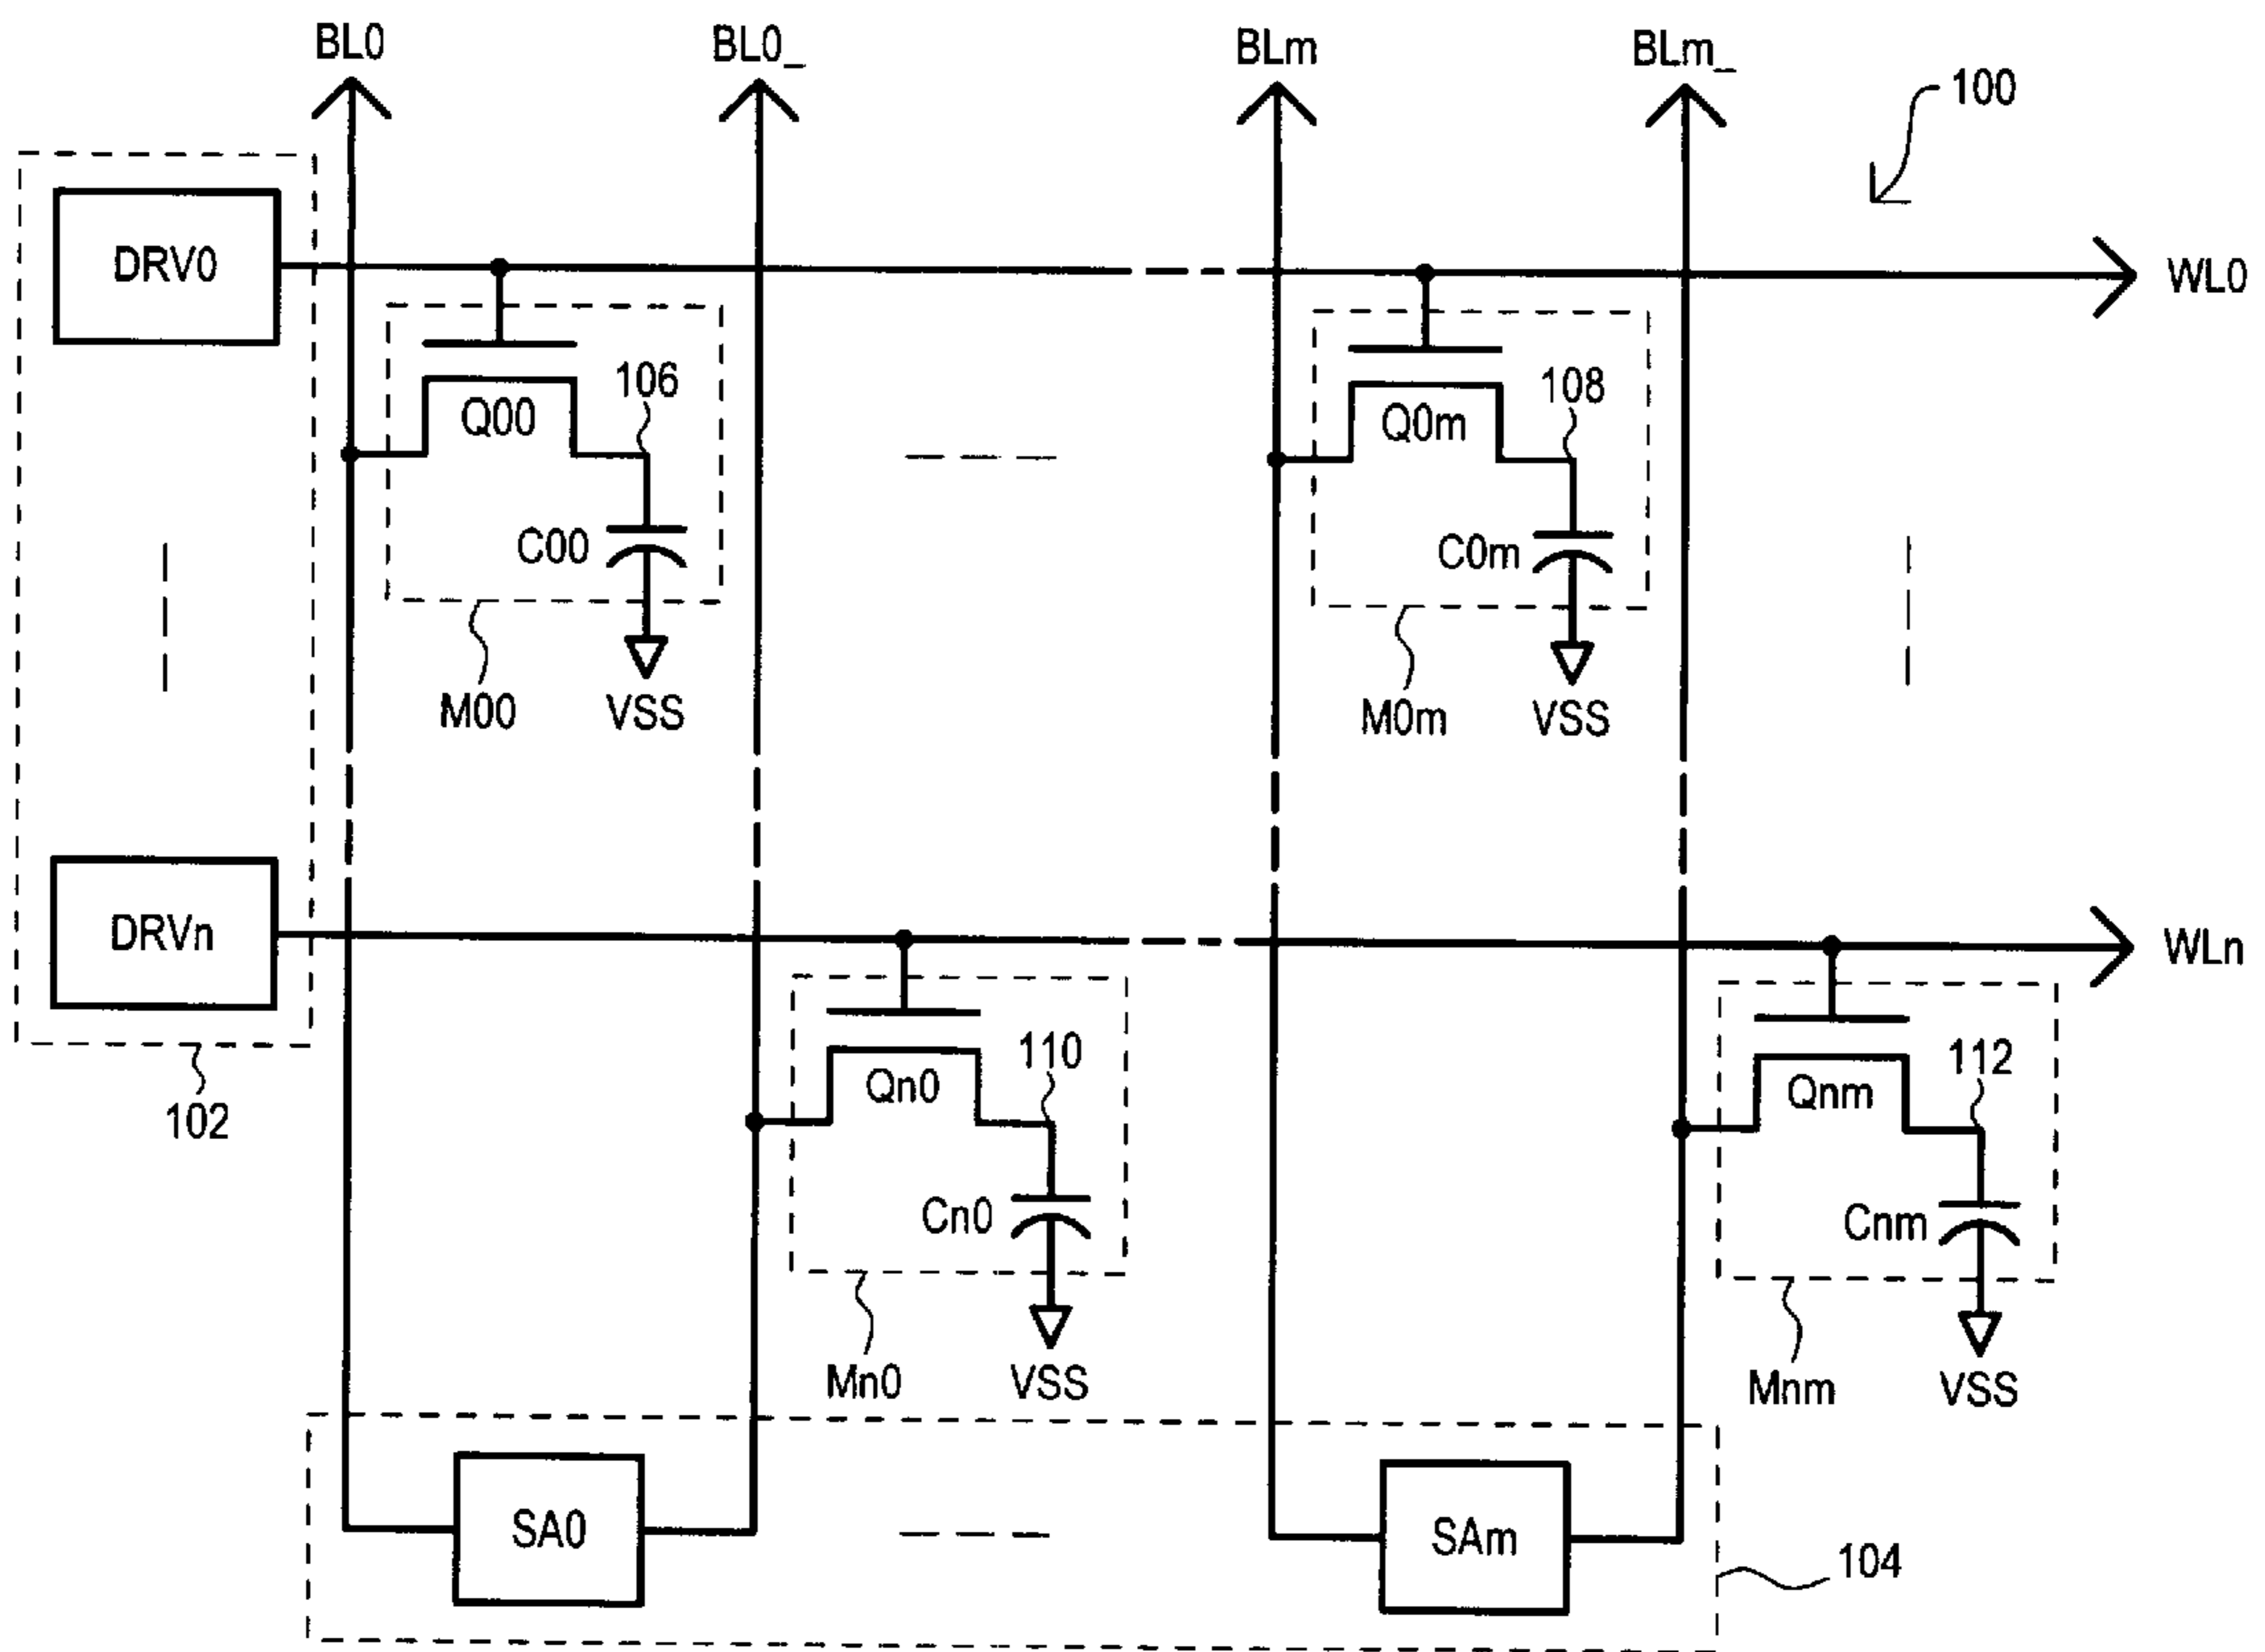 BL0
BL0_
BLm
BLm_
100
DRV0
WL0
106
108
Q00
Q0m
C00
C0m
M00
VSS
M0m
VSS
DRVn
WLn
110
112
Qn0
Qnm
102
Cn0
Cnm
Mn0
VSS
Mnm
VSS
SA0
SAm
104